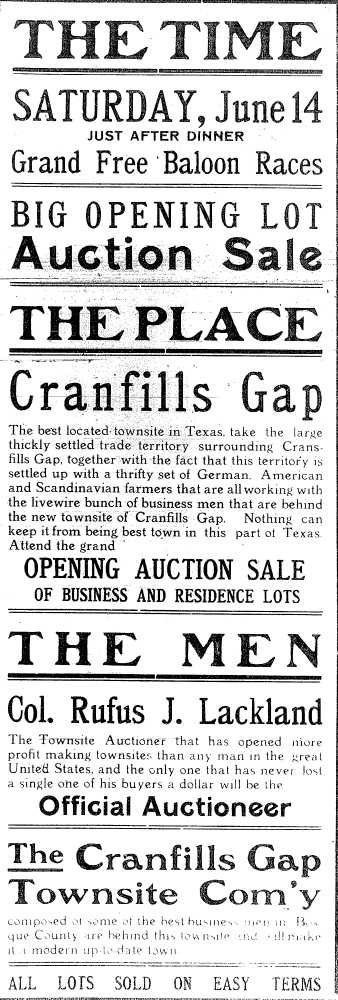 THE TIME
SATURDAY, June 14
JUST AFTER DINNER
Grand Free Baloon Races
BIG OPENING LOT
Auction Sale
THE PLACE
Cranfills Gap
The best located townsite in Texas, take the large
thickly settled trade territory surrounding Crans-
fills Gap, together with the fact that this territory is
settled up with a thrifty set of German, American
and Scandinavian farmers that are all working with
the livewire bunch of business men that are behind
the new townsite of Cranfills Gap. Nothing can
keep it from being best town in this part of Texas.
Attend the grand
OPENING AUCTION SALE
OF BUSINESS AND RESIDENCE LOTS
THE MEN
Col. Rufus J. Lackland
The Townsite Auctioner that has opened more
profit making townsites than any man in the great
United States, and the only one that has never lost
a single one of his buyers a dollar will be the
Official Auctioneer
The Cranfills Gap
Townsite Com'y
composed of some of the best business men in Bos-
que County are behind this townsite and will make
it a modern up-to-date town
ALL LOTS SOLD ON EASY TERMS